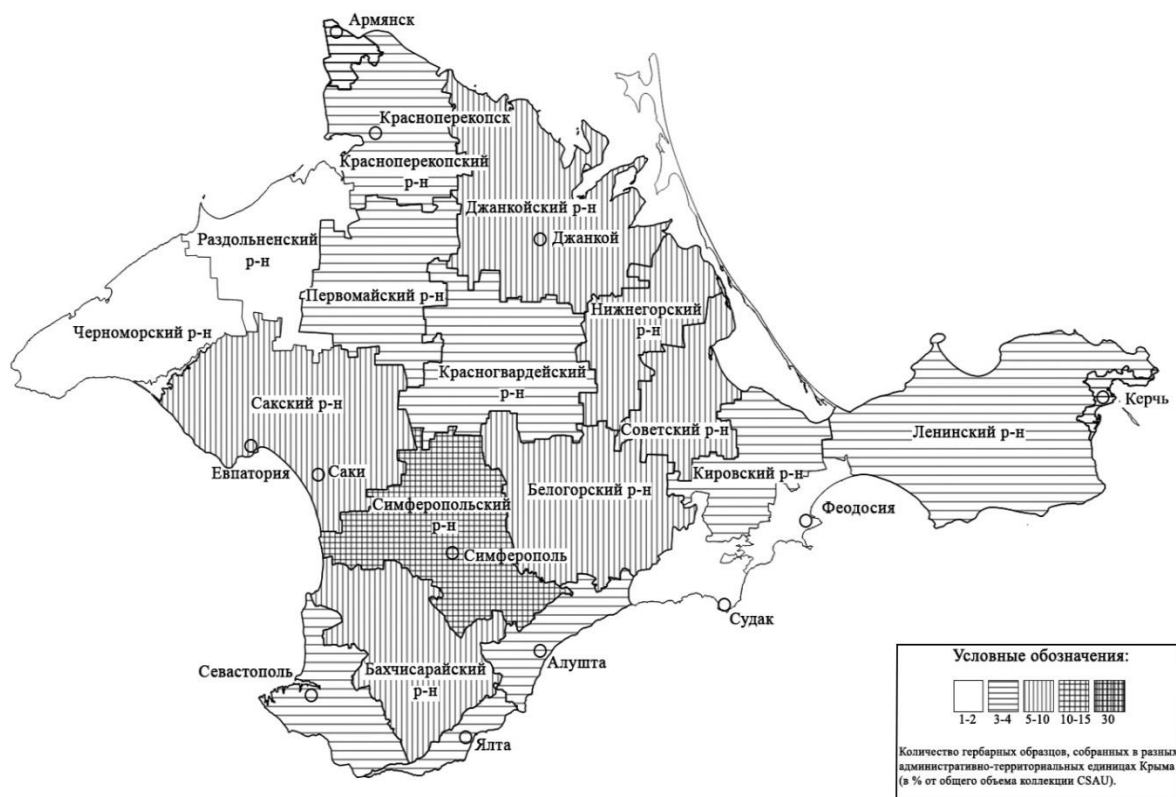 Армянск
Красноперекопск
Красноперекопский
р-н
Джанкойский р-н
Джанкой
Раздольненский
р-н
Первомайский р-н
Нижнегорский
р-н
Черноморский р-н
Красногвардейский
р-н
Керчь
Сакский р-н
Советский р-н
Ленинский р-н
Евпатория
Саки
Кировский р-н
Белогорский р-н
Симферопольский
р-н
Феодосия
Симферополь
Судак
Алушта
Севастополь
Бахчисарайский
р-н
Ялта
Условные обозначения:
1-2 3-4 5-10 10-15 30
Количество гербарных образцов, собранных в разных
административно-территориальных единицах Крыма
(в % от общего объема коллекции CSAU).